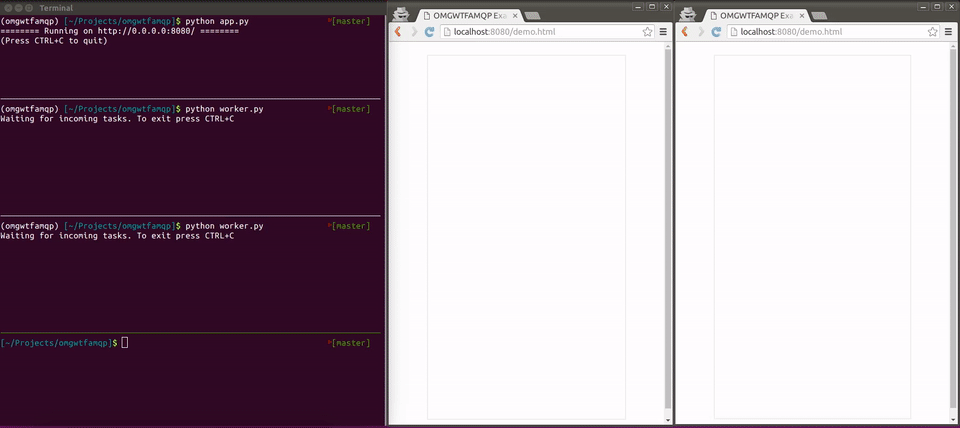 Terminal
(omgwtfamqp) [~/Projects/omgwtfamqp]$ python app.py [master]
======== Running on http://0.0.0.0:8080/ ========
(Press CTRL+C to quit)
(omgwtfamqp) [~/Projects/omgwtfamqp]$ python worker.py [master]
Waiting for incoming tasks. To exit press CTRL+C
(omgwtfamqp) [~/Projects/omgwtfamqp]$ python worker.py [master]
Waiting for incoming tasks. To exit press CTRL+C
[~/Projects/omgwtfamqp]$ [master]
OMGWTFAMQP Exa
localhost:8080/demo.html
OMGWTFAMQP Exa
localhost:8080/demo.html